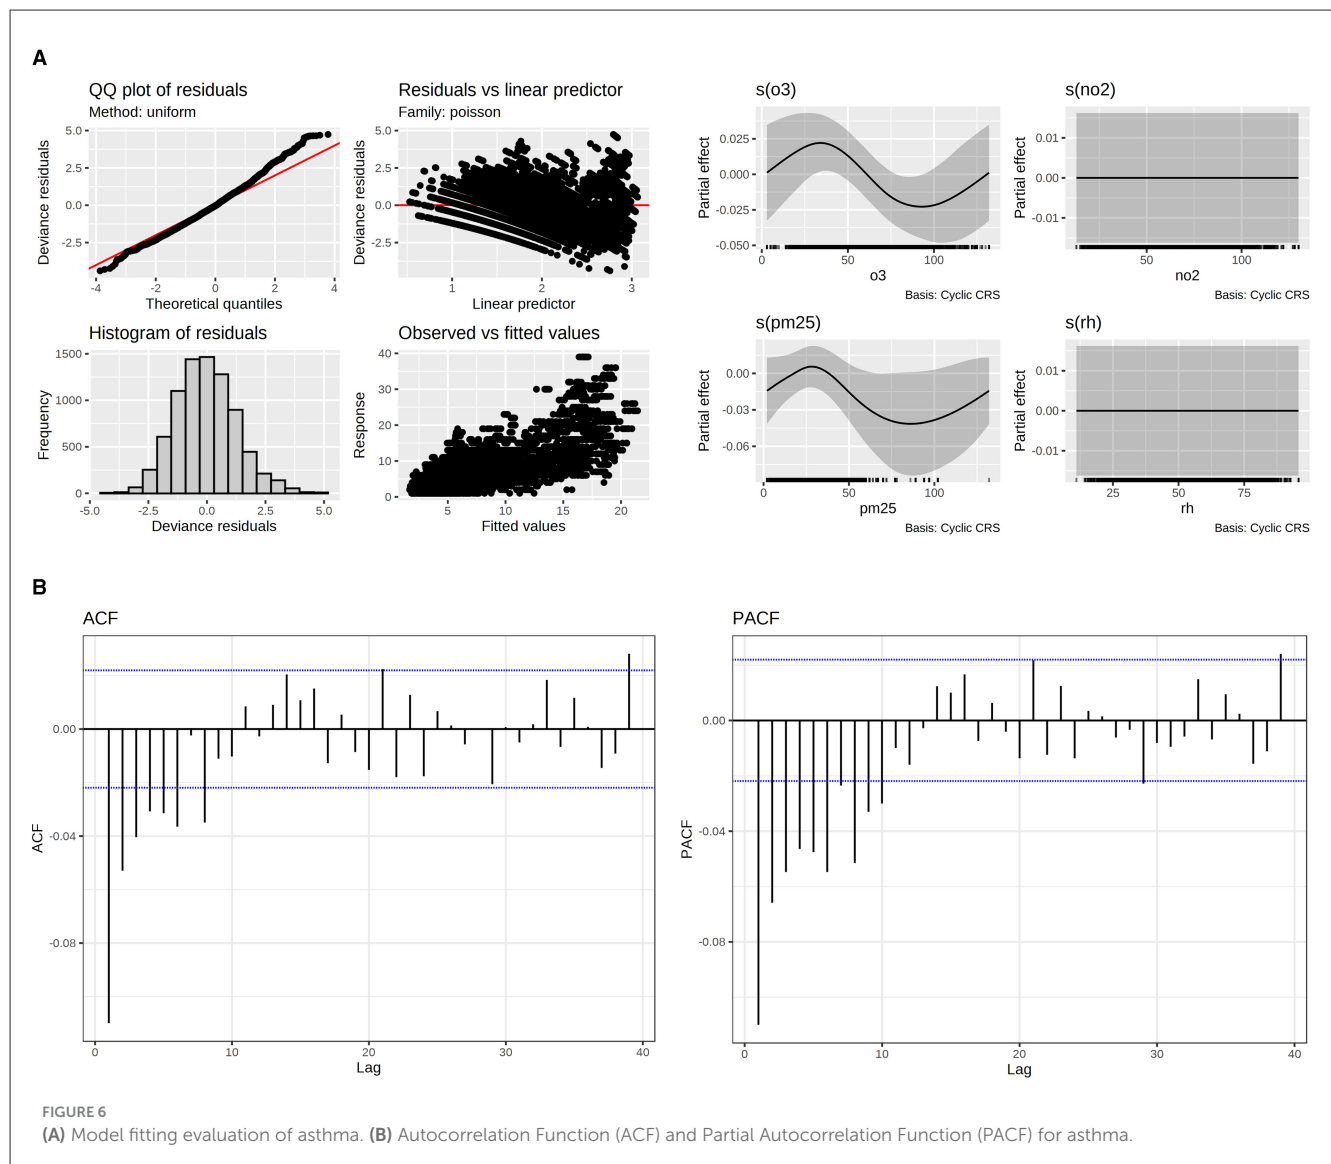 A
QQ plot of residuals
Method: uniform
5.0
2.5
0.0
-2.5
Deviance residuals
-4
-2
0
2
4
Theoretical quantiles
Residuals vs linear predictor
Family: poisson
5.0
2.5
0.0
-2.5
Deviance residuals
1
2
3
Linear predictor
s(o3)
0.025
0.000
-0.025
-0.050
Partial effect
0
50
100
o3
Basis: Cyclic CRS
s(no2)
0.01
0.00
-0.01
Partial effect
50
100
no2
Basis: Cyclic CRS
Histogram of residuals
1500
1000
500
0
Frequency
-5.0
-2.5
0.0
2.5
5.0
Deviance residuals
Observed vs fitted values
40
30
20
10
0
Response
5
10
15
20
Fitted values
s(pm25)
0.00
-0.03
-0.06
Partial effect
0
50
100
pm25
Basis: Cyclic CRS
s(rh)
0.01
0.00
-0.01
Partial effect
25
50
75
rh
Basis: Cyclic CRS
B
ACF
0.00
-0.04
-0.08
ACF
0
10
20
30
40
Lag
PACF
0.00
-0.04
-0.08
PACF
0
10
20
30
40
Lag
FIGURE 6
(A) Model fitting evaluation of asthma. (B) Autocorrelation Function (ACF) and Partial Autocorrelation Function (PACF) for asthma.